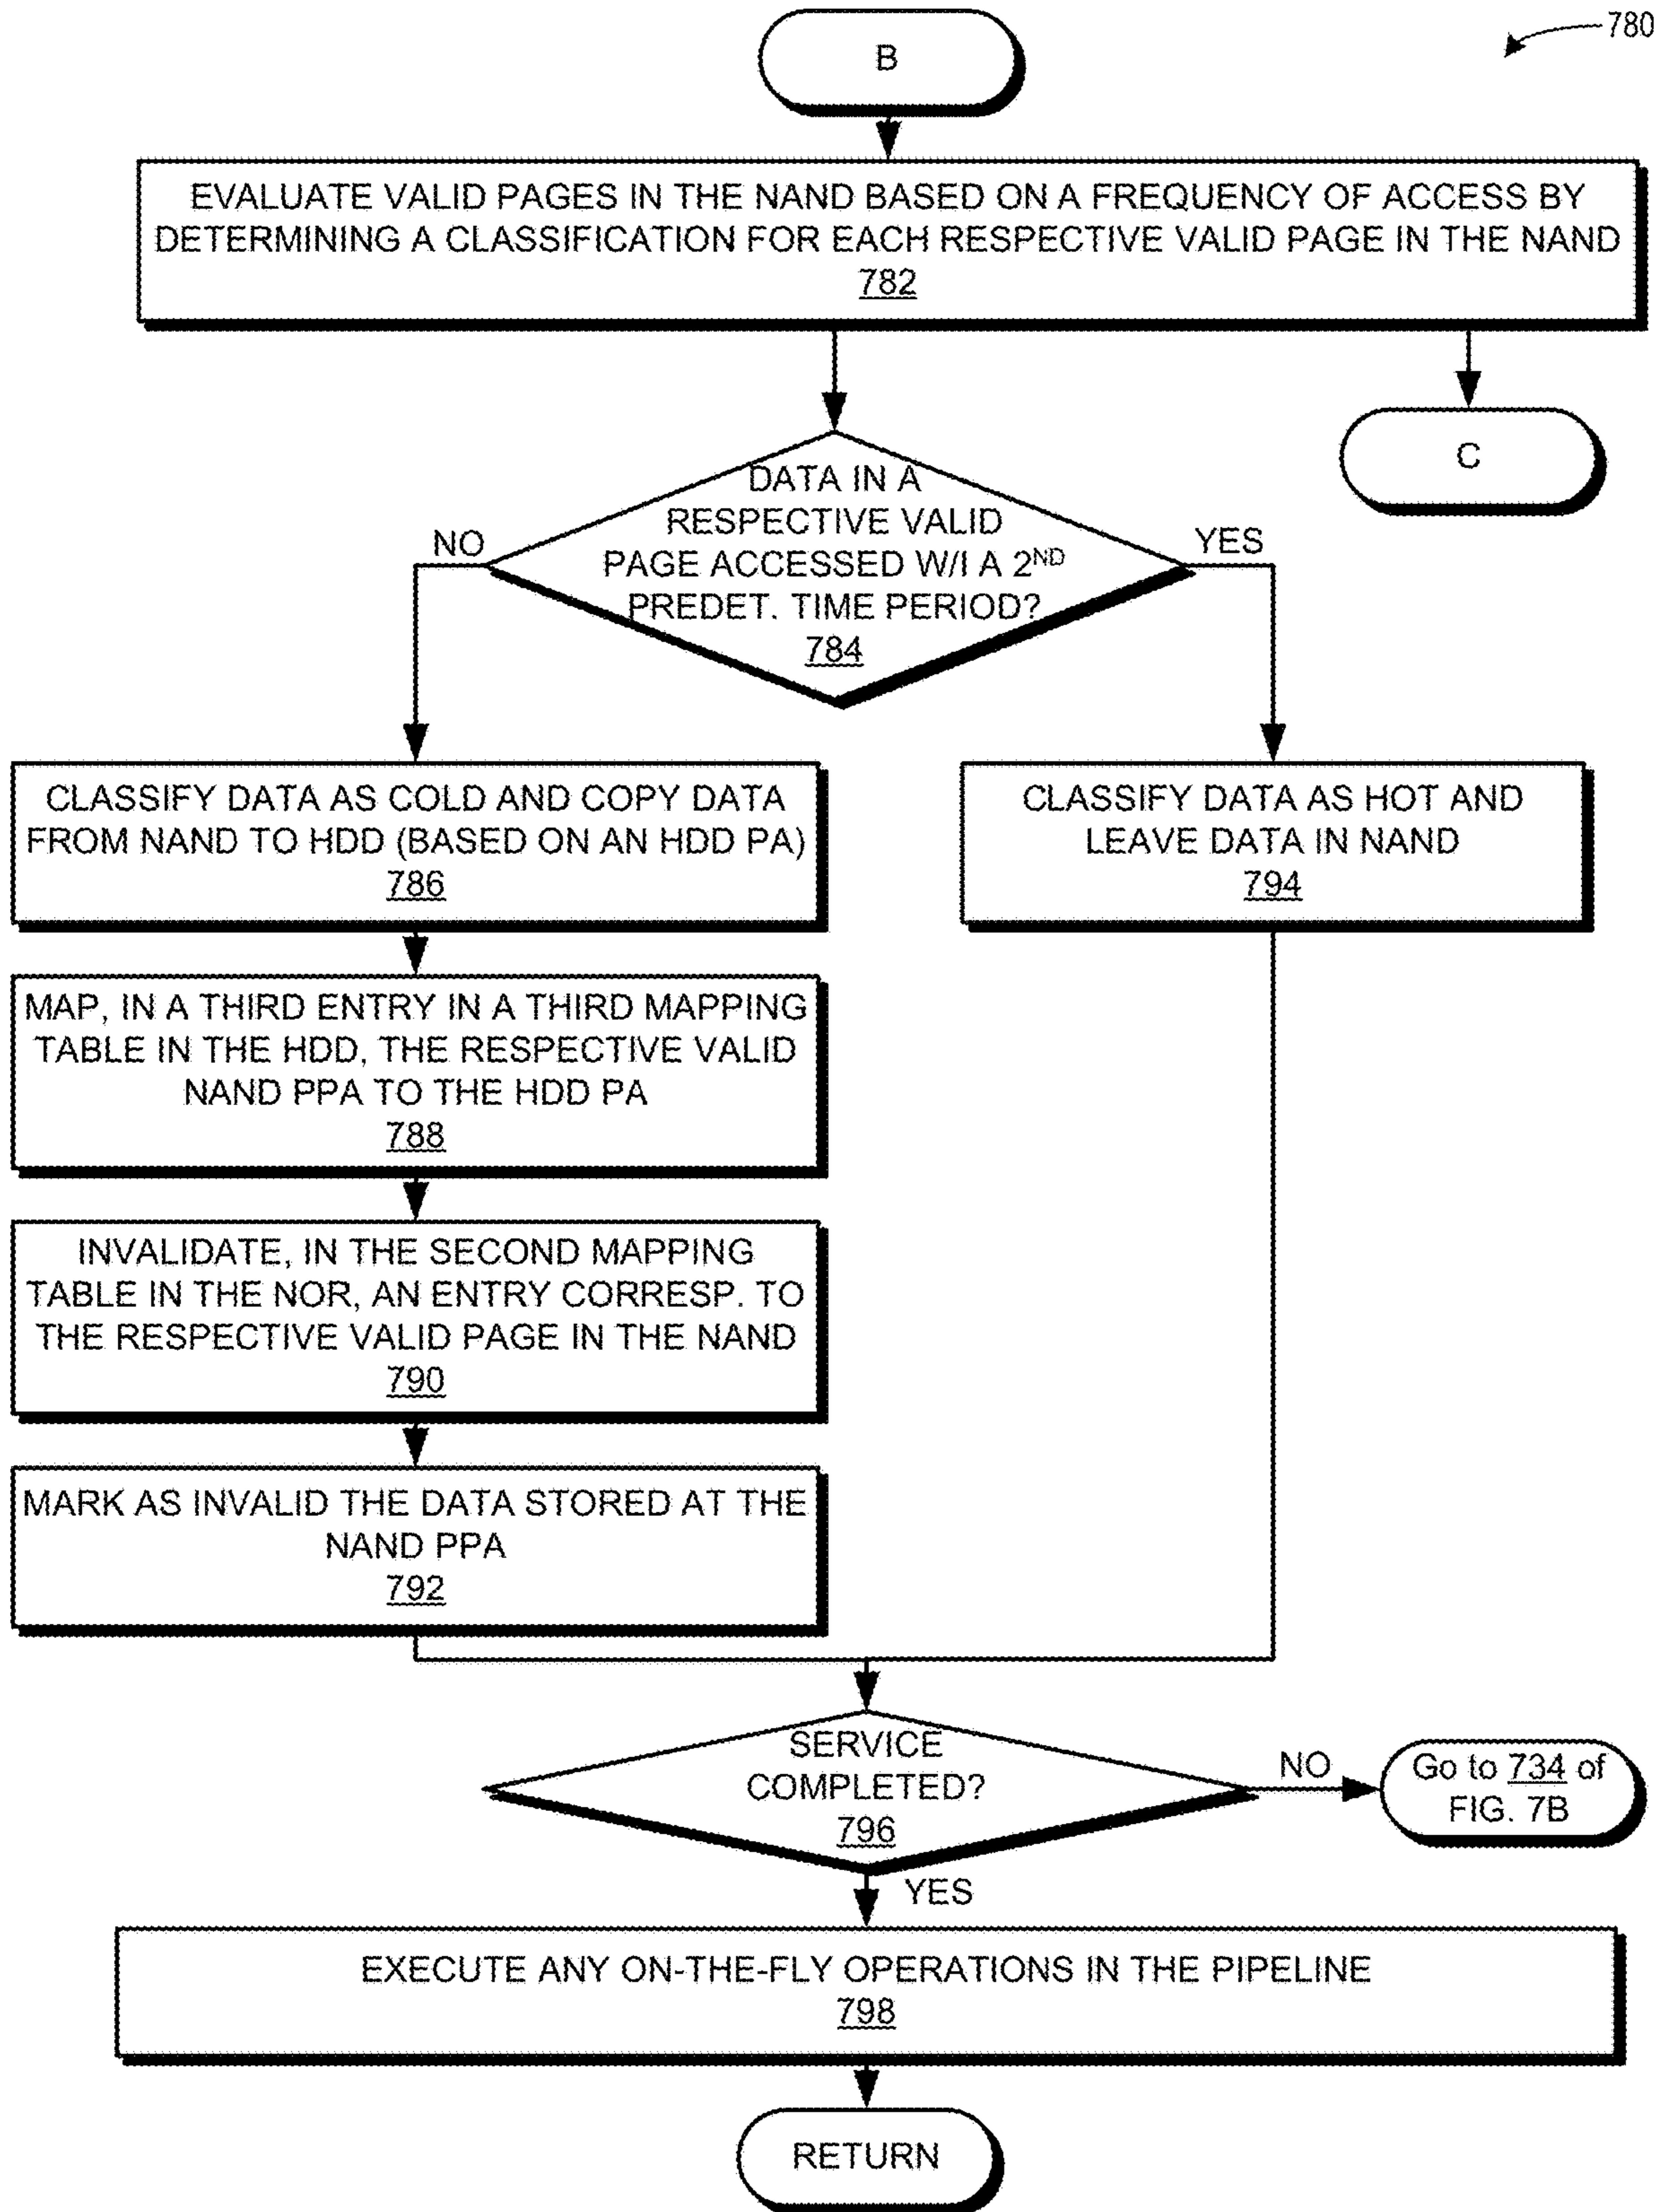 780
B
EVALUATE VALID PAGES IN THE NAND BASED ON A FREQUENCY OF ACCESS BY
DETERMINING A CLASSIFICATION FOR EACH RESPECTIVE VALID PAGE IN THE NAND
782
C
DATA IN A
RESPECTIVE VALID
PAGE ACCESSED W/I A 2ND
PREDET. TIME PERIOD?
784
NO
YES
CLASSIFY DATA AS COLD AND COPY DATA
FROM NAND TO HDD (BASED ON AN HDD PA)
786
CLASSIFY DATA AS HOT AND
LEAVE DATA IN NAND
794
MAP, IN A THIRD ENTRY IN A THIRD MAPPING
TABLE IN THE HDD, THE RESPECTIVE VALID
NAND PPA TO THE HDD PA
788
INVALIDATE, IN THE SECOND MAPPING
TABLE IN THE NOR, AN ENTRY CORRESP. TO
THE RESPECTIVE VALID PAGE IN THE NAND
790
MARK AS INVALID THE DATA STORED AT THE
NAND PPA
792
SERVICE
COMPLETED?
796
NO
Go to 734 of
FIG. 7B
YES
EXECUTE ANY ON-THE-FLY OPERATIONS IN THE PIPELINE
798
RETURN